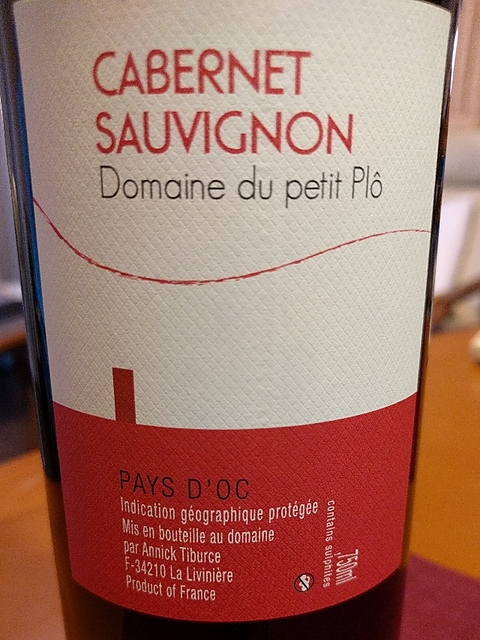 CABERNET
SAUVIGNON
Domaine du petit Plô
PAYS D'OC
Indication géographique protégée
Mis en bouteille au domaine
par Annick Tiburce
F-34210 La Livinière
Product of France
contains sulphites
750ml